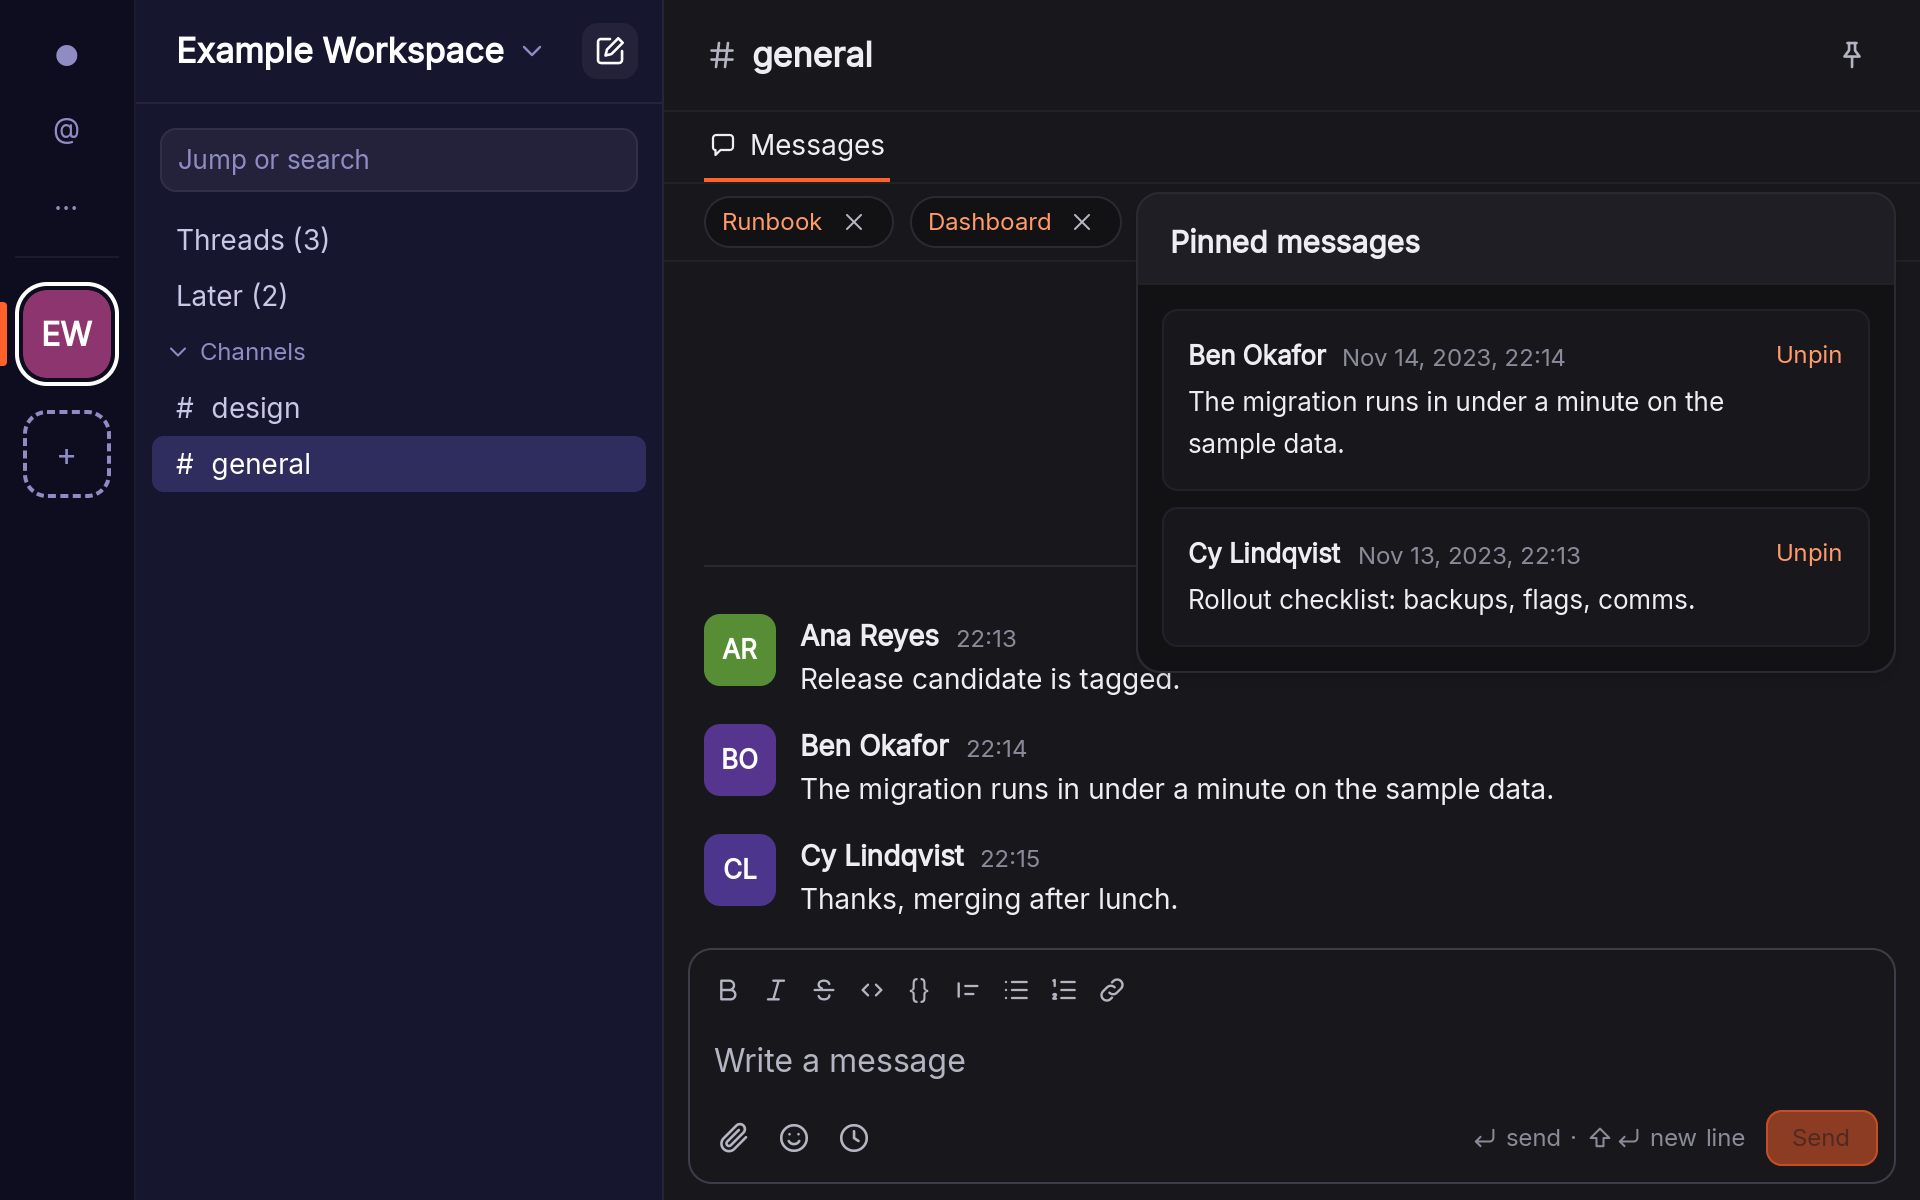 @
...
EW
+
Example Workspace
Jump or search
Threads (3)
Later (2)
Channels
# design
# general
# general
Messages
Runbook
Dashboard
Pinned messages
Ben Okafor Nov 14, 2023, 22:14 Unpin
The migration runs in under a minute on the
sample data.
Cy Lindqvist Nov 13, 2023, 22:13 Unpin
Rollout checklist: backups, flags, comms.
AR
Ana Reyes 22:13
Release candidate is tagged.
BO
Ben Okafor 22:14
The migration runs in under a minute on the sample data.
CL
Cy Lindqvist 22:15
Thanks, merging after lunch.
Write a message
send · new line
Send